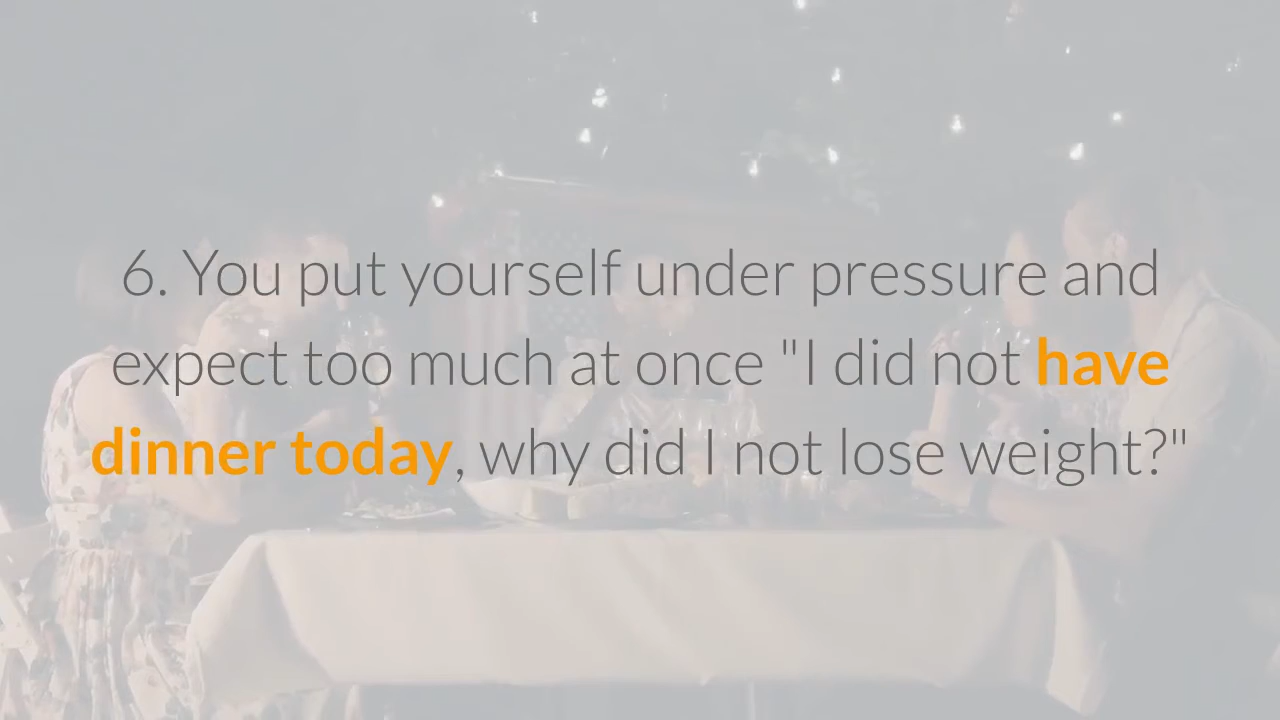 6. You put yourself under pressure and
expect too much at once "I did not have
dinner today, why did I not lose weight?"